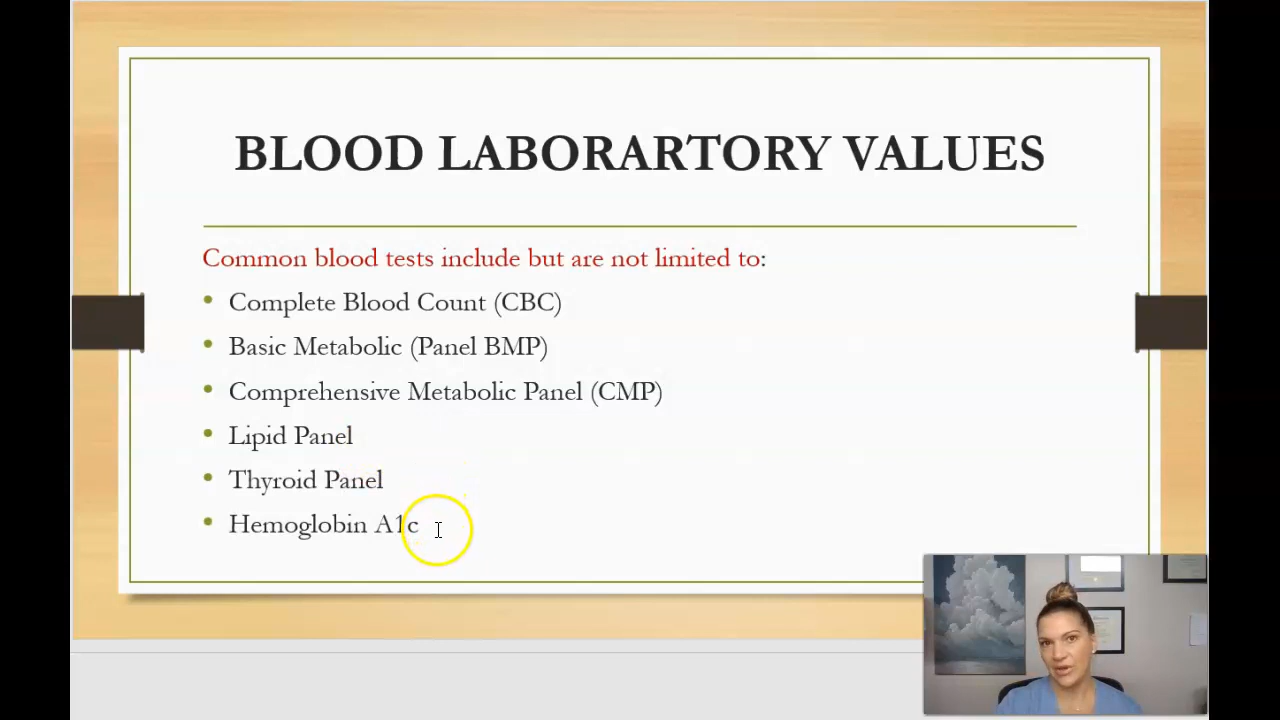 BLOOD LABORARTORY VALUES
Common blood tests include but are not limited to:
• Complete Blood Count (CBC)
• Basic Metabolic (Panel BMP)
• Comprehensive Metabolic Panel (CMP)
• Lipid Panel
• Thyroid Panel
• Hemoglobin A1c